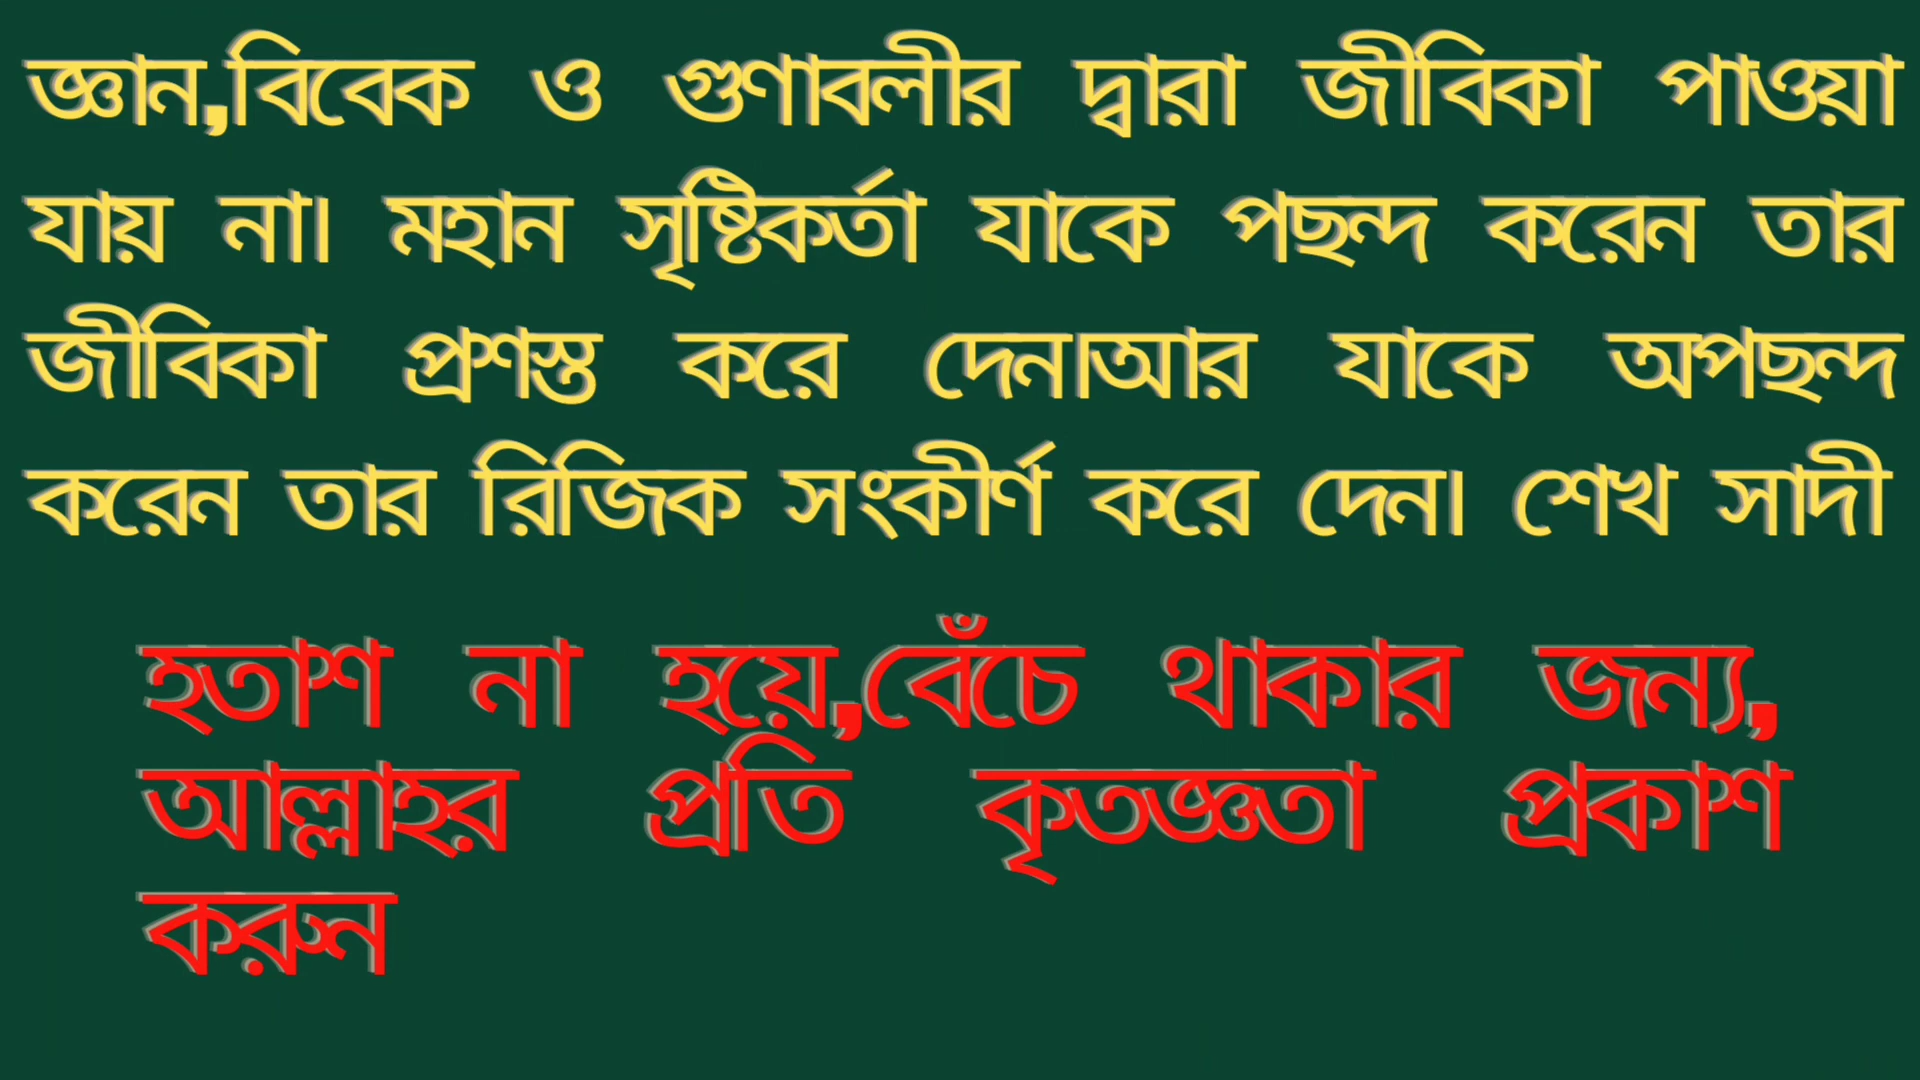 জ্ঞান,বিবেক ও গুণাবলীর দ্বারা জীবিকা পাওয়া
যায় না। মহান সৃষ্টিকর্তা যাকে পছন্দ করেন তার
জীবিকা প্রশস্ত করে দেন।আর যাকে অপছন্দ
করেন তার রিজিক সংকীর্ণ করে দেন। শেখ সাদী
হতাশ না হয়ে,বেঁচে থাকার জন্য,
আল্লাহর প্রতি কৃতজ্ঞতা প্রকাশ
করুন